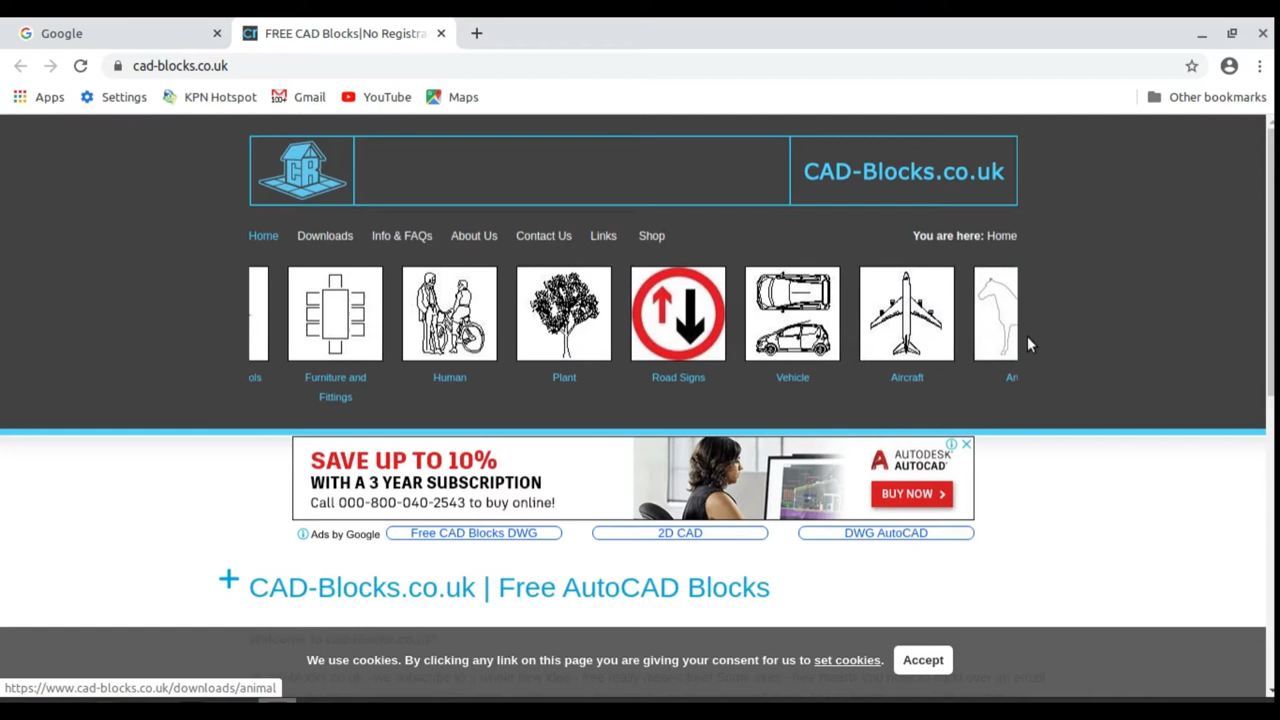 Google
FREE CAD Blocks|No Registra
cad-blocks.co.uk
Apps Settings KPN Hotspot Gmail YouTube Maps Other bookmarks
CR
CAD-Blocks.co.uk
Home Downloads Info & FAQs About Us Contact Us Links Shop You are here: Home
ols Furniture and Fittings Human Plant Road Signs Vehicle Aircraft An
SAVE UP TO 10%
WITH A 3 YEAR SUBSCRIPTION
Call 000-800-040-2543 to buy online!
AUTODESK
AUTOCAD
BUY NOW
Ads by Google Free CAD Blocks DWG 2D CAD DWG AutoCAD
CAD-Blocks.co.uk | Free AutoCAD Blocks
We use cookies. By clicking any link on this page you are giving your consent for us to set cookies. Accept
https://www.cad-blocks.co.uk/downloads/animal